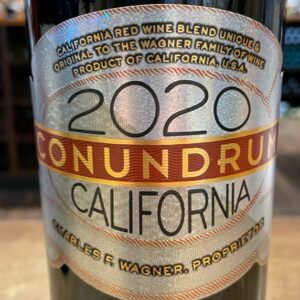 CALIFORNIA RED WINE BLEND UNIQUE &
ORIGINAL TO THE WAGNER FAMILY OF WINE
PRODUCT OF CALIFORNIA, U.S.A.
2020
CONUNDRUM
CALIFORNIA
CHARLES F. WAGNER, PROPRIETOR